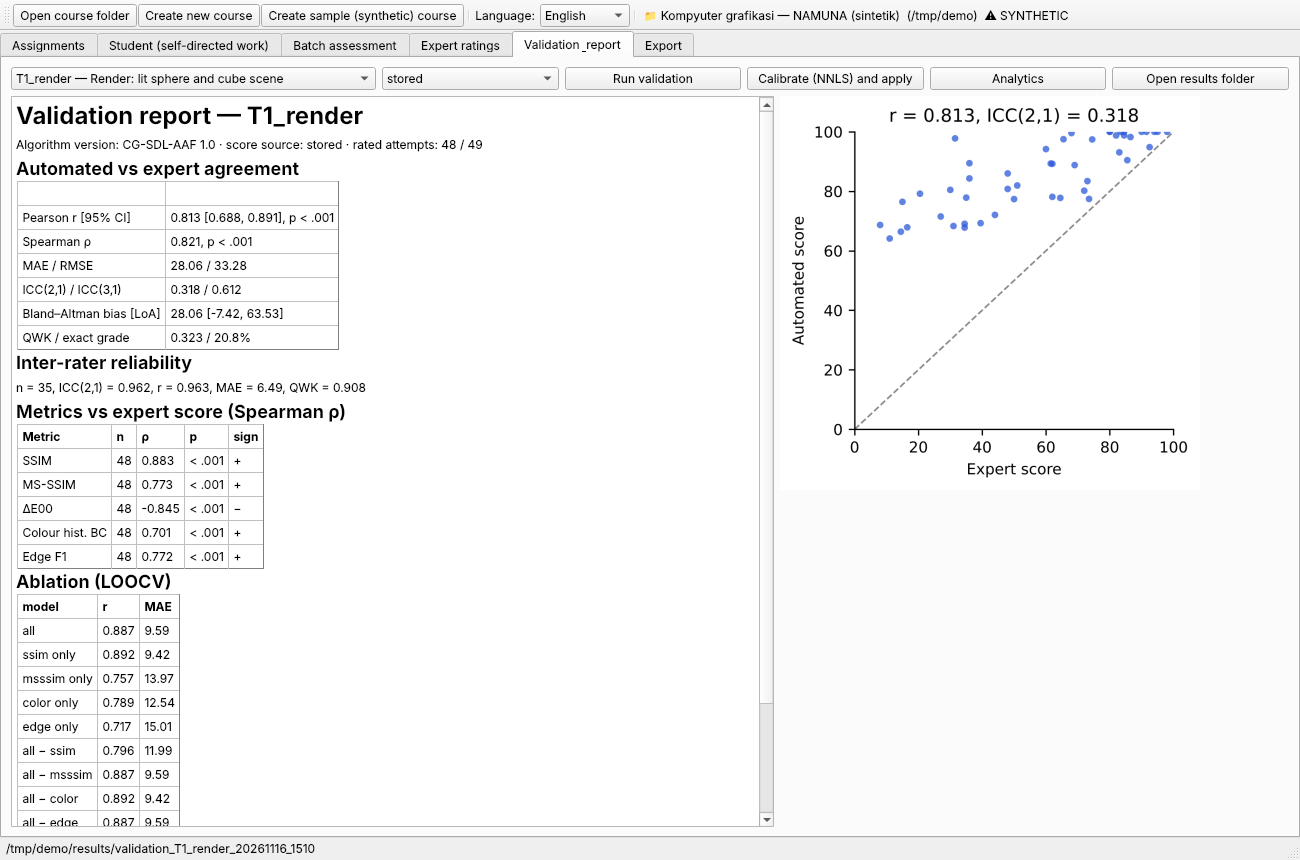 Open course folder Create new course Create sample (synthetic) course Language: English 📁 Kompyuter grafikasi — NAMUNA (sintetik) (/tmp/demo) ⚠ SYNTHETIC
Assignments Student (self-directed work) Batch assessment Expert ratings Validation_report Export
T1_render — Render: lit sphere and cube scene stored Run validation Calibrate (NNLS) and apply Analytics Open results folder
Validation report — T1_render
Algorithm version: CG-SDL-AAF 1.0 · score source: stored · rated attempts: 48 / 49
Automated vs expert agreement
Pearson r [95% CI] 0.813 [0.688, 0.891], p < .001
Spearman ρ 0.821, p < .001
MAE / RMSE 28.06 / 33.28
ICC(2,1) / ICC(3,1) 0.318 / 0.612
Bland–Altman bias [LoA] 28.06 [-7.42, 63.53]
QWK / exact grade 0.323 / 20.8%
Inter-rater reliability
n = 35, ICC(2,1) = 0.962, r = 0.963, MAE = 6.49, QWK = 0.908
Metrics vs expert score (Spearman ρ)
Metric n ρ p sign
SSIM 48 0.883 < .001 +
MS-SSIM 48 0.773 < .001 +
ΔE00 48 -0.845 < .001 −
Colour hist. BC 48 0.701 < .001 +
Edge F1 48 0.772 < .001 +
Ablation (LOOCV)
model r MAE
all 0.887 9.59
ssim only 0.892 9.42
msssim only 0.757 13.97
color only 0.789 12.54
edge only 0.717 15.01
all − ssim 0.796 11.99
all − msssim 0.887 9.59
all − color 0.892 9.42
all − edge 0.887 9.59
r = 0.813, ICC(2,1) = 0.318
100
80
60
40
20
0
Automated score
0 20 40 60 80 100
Expert score
/tmp/demo/results/validation_T1_render_20261116_1510